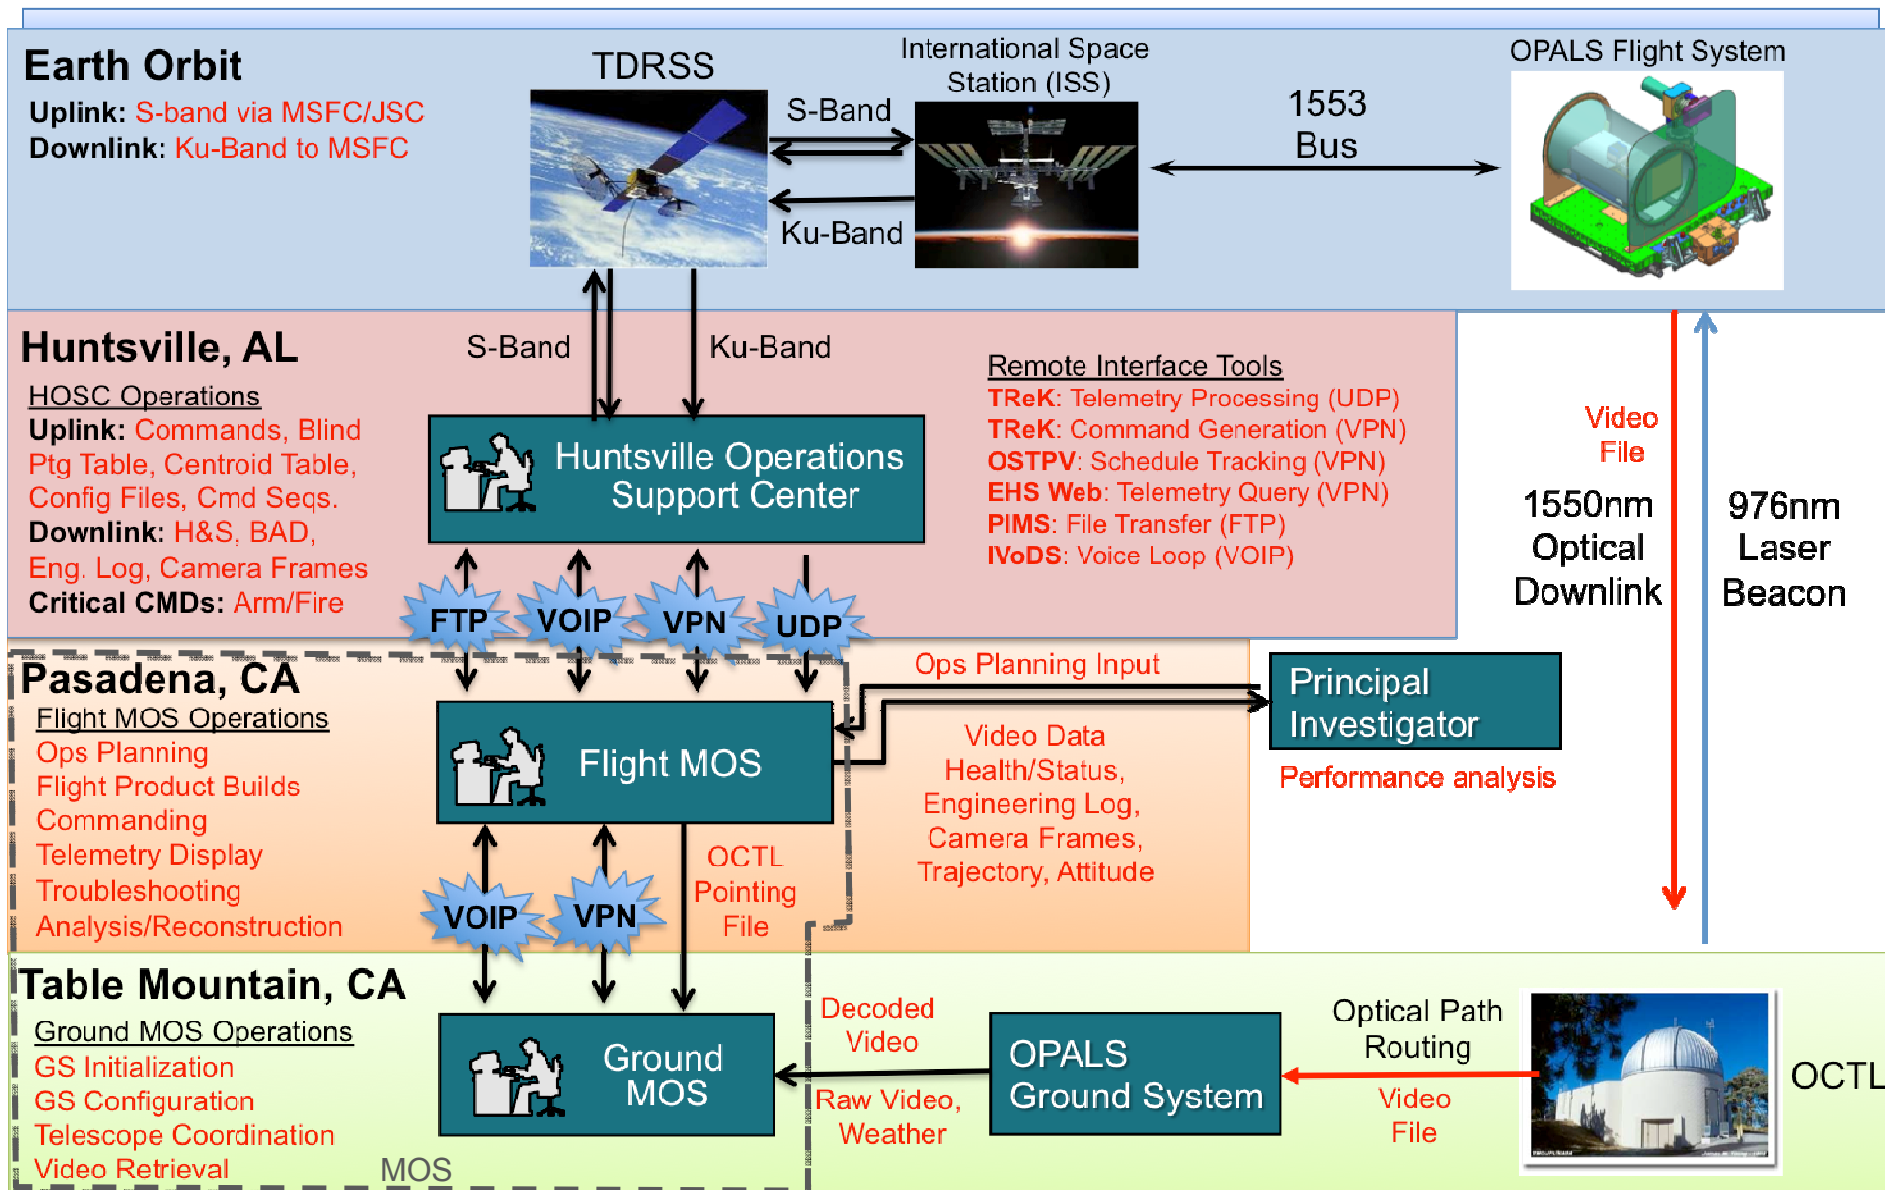 Earth Orbit
Uplink: S-band via MSFC/JSC
Downlink: Ku-Band to MSFC
TDRSS
S-Band
Ku-Band
International Space
Station (ISS)
1553
Bus
OPALS Flight System
Huntsville, AL
HOSC Operations
Uplink: Commands, Blind
Ptg Table, Centroid Table,
Config Files, Cmd Seqs.
Downlink: H&S, BAD,
Eng. Log, Camera Frames
Critical CMDs: Arm/Fire
S-Band
Ku-Band
Huntsville Operations
Support Center
Remote Interface Tools
TReK: Telemetry Processing (UDP)
TReK: Command Generation (VPN)
OSTPV: Schedule Tracking (VPN)
EHS Web: Telemetry Query (VPN)
PIMS: File Transfer (FTP)
IVoDS: Voice Loop (VOIP)
Video
File
1550nm
Optical
Downlink
976nm
Laser
Beacon
FTP
VOIP
VPN
UDP
Pasadena, CA
Flight MOS Operations
Ops Planning
Flight Product Builds
Commanding
Telemetry Display
Troubleshooting
Analysis/Reconstruction
Flight MOS
Ops Planning Input
Video Data
Health/Status,
Engineering Log,
Camera Frames,
Trajectory, Attitude
Principal
Investigator
Performance analysis
VOIP
VPN
OCTL
Pointing
File
Table Mountain, CA
Ground MOS Operations
GS Initialization
GS Configuration
Telescope Coordination
Video Retrieval
MOS
Ground
MOS
Decoded
Video
Raw Video,
Weather
OPALS
Ground System
Optical Path
Routing
Video
File
OCTL